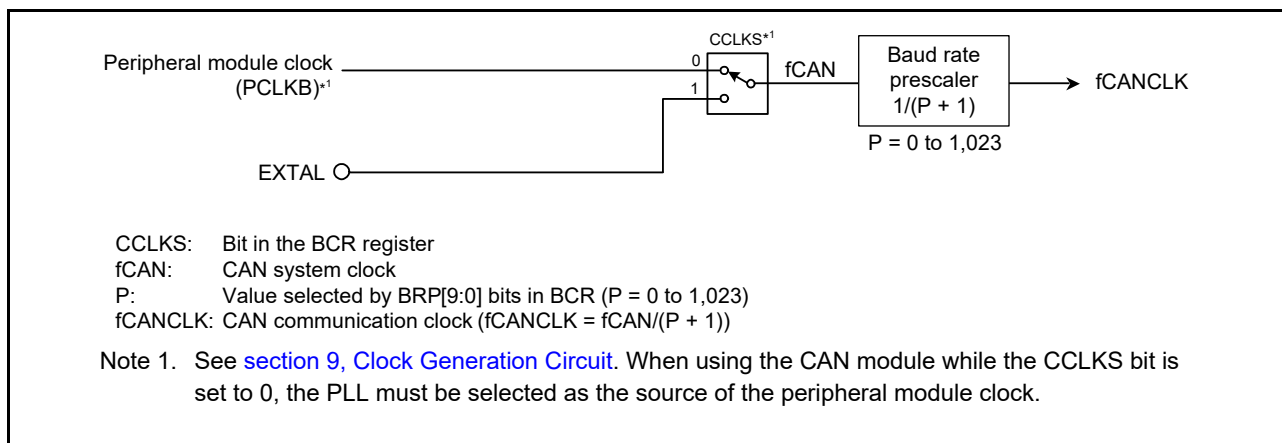 CCLKS*1
Peripheral module clock
(PCLKB)*1
0
1
fCAN
Baud rate
prescaler
1/(P + 1)
fCANCLK
P = 0 to 1,023
EXTAL
CCLKS: Bit in the BCR register
fCAN: CAN system clock
P: Value selected by BRP[9:0] bits in BCR (P = 0 to 1,023)
fCANCLK: CAN communication clock (fCANCLK = fCAN/(P + 1))
Note 1. See section 9, Clock Generation Circuit. When using the CAN module while the CCLKS bit is
set to 0, the PLL must be selected as the source of the peripheral module clock.